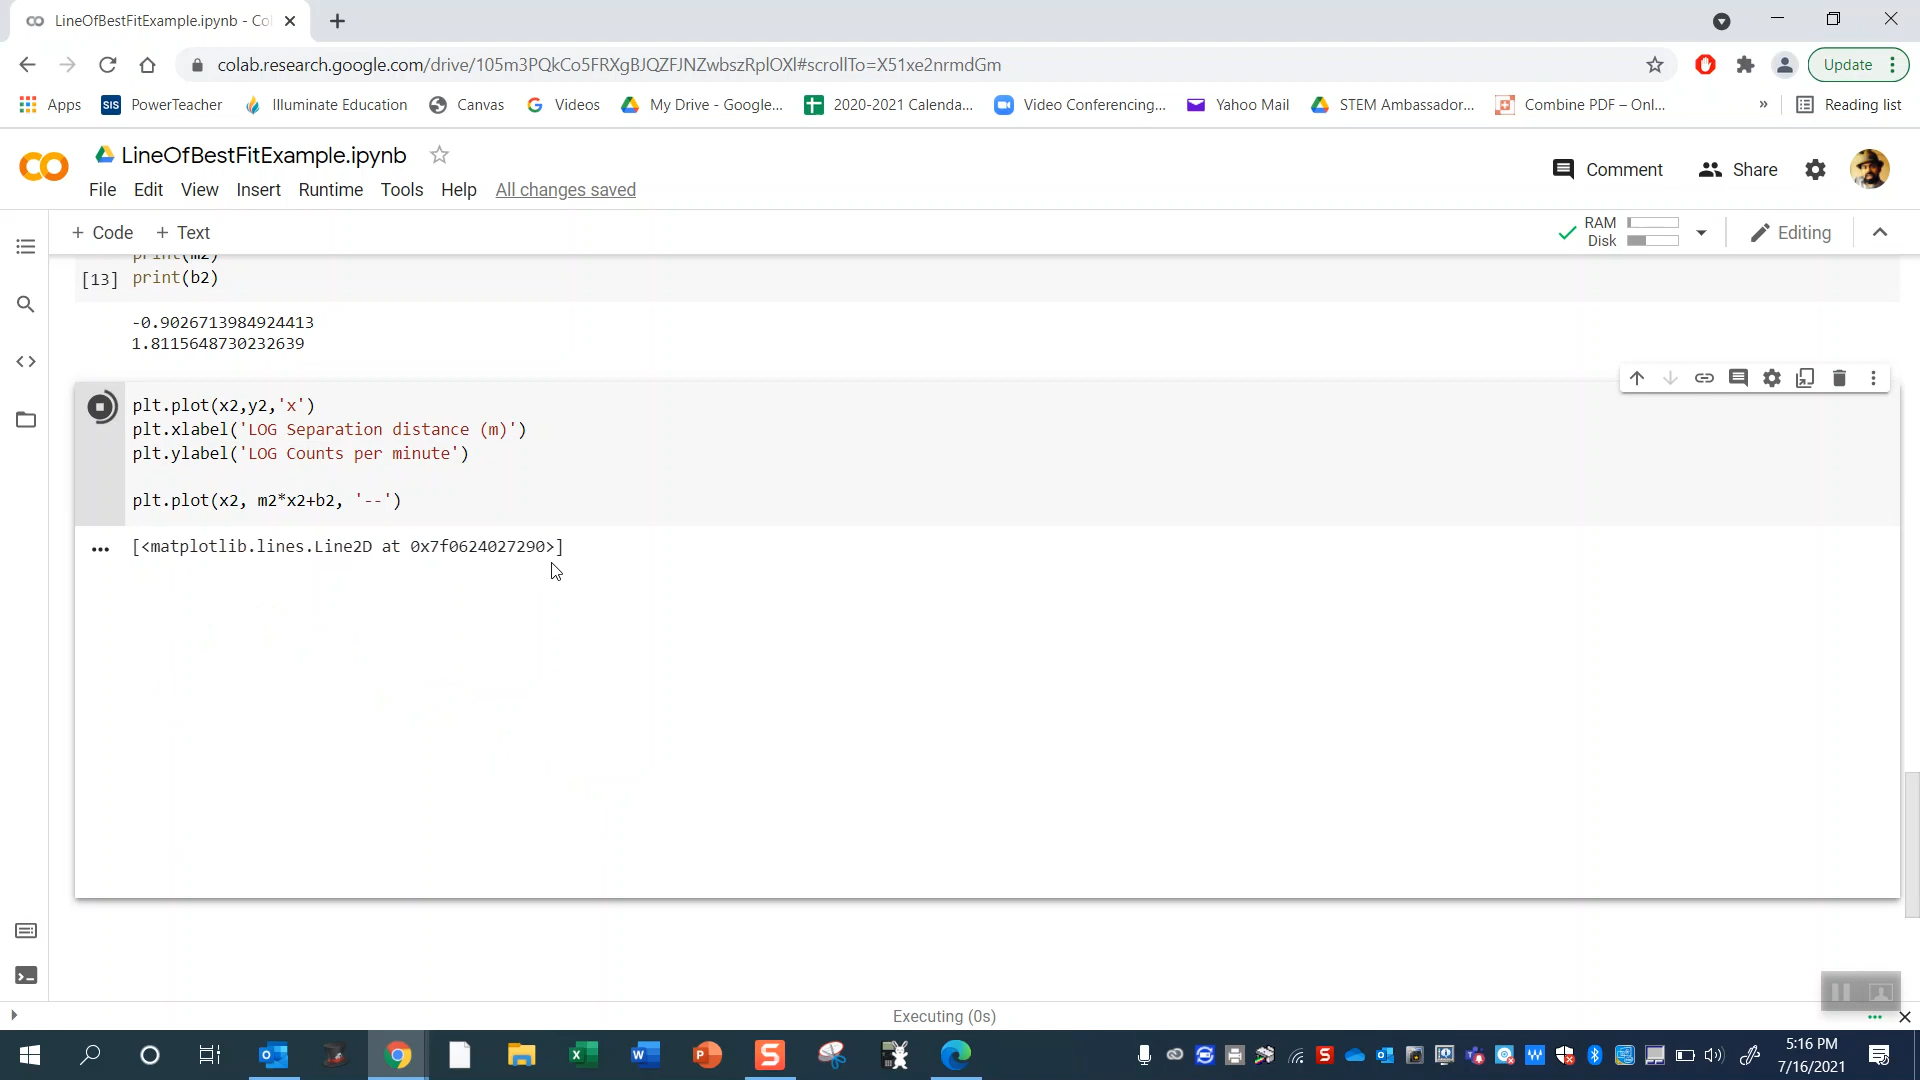 LineOfBestFitExample.ipynb - Co
colab.research.google.com/drive/105m3PQkCo5FRXgBJQZFJNZwbszRplOXl#scrollTo=X51xe2nrmdGm
Update
Apps
SIS
PowerTeacher
Illuminate Education
Canvas
Videos
My Drive - Google...
2020-2021 Calenda...
Video Conferencing...
Yahoo Mail
STEM Ambassador...
Combine PDF – Onl...
»
Reading list
LineOfBestFitExample.ipynb
Comment
Share
File Edit View Insert Runtime Tools Help All changes saved
+ Code + Text
RAM
Disk
Editing
print(m2)
[13] print(b2)
-0.9026713984924413
1.8115648730232639
plt.plot(x2,y2,'x')
plt.xlabel('LOG Separation distance (m)')
plt.ylabel('LOG Counts per minute')
plt.plot(x2, m2*x2+b2, '--')
[<matplotlib.lines.Line2D at 0x7f0624027290>]
Executing (0s)
5:16 PM
7/16/2021